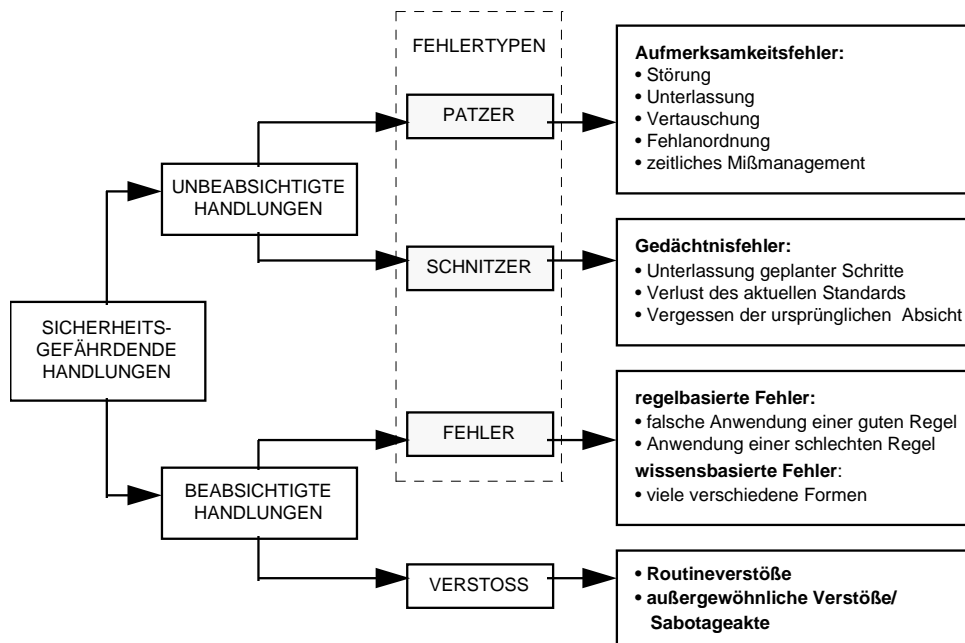 FEHLERTYPEN
PATZER
Aufmerksamkeitsfehler:
• Störung
• Unterlassung
• Vertauschung
• Fehlanordnung
• zeitliches Mißmanagement
UNBEABSICHTIGTE
HANDLUNGEN
SCHNITZER
Gedächtnisfehler:
• Unterlassung geplanter Schritte
• Verlust des aktuellen Standards
• Vergessen der ursprünglichen Absicht
SICHERHEITS-
GEFÄHRDENDE
HANDLUNGEN
FEHLER
regelbasierte Fehler:
• falsche Anwendung einer guten Regel
• Anwendung einer schlechten Regel
wissensbasierte Fehler:
• viele verschiedene Formen
BEABSICHTIGTE
HANDLUNGEN
VERSTOSS
• Routineverstöße
• außergewöhnliche Verstöße/
Sabotageakte